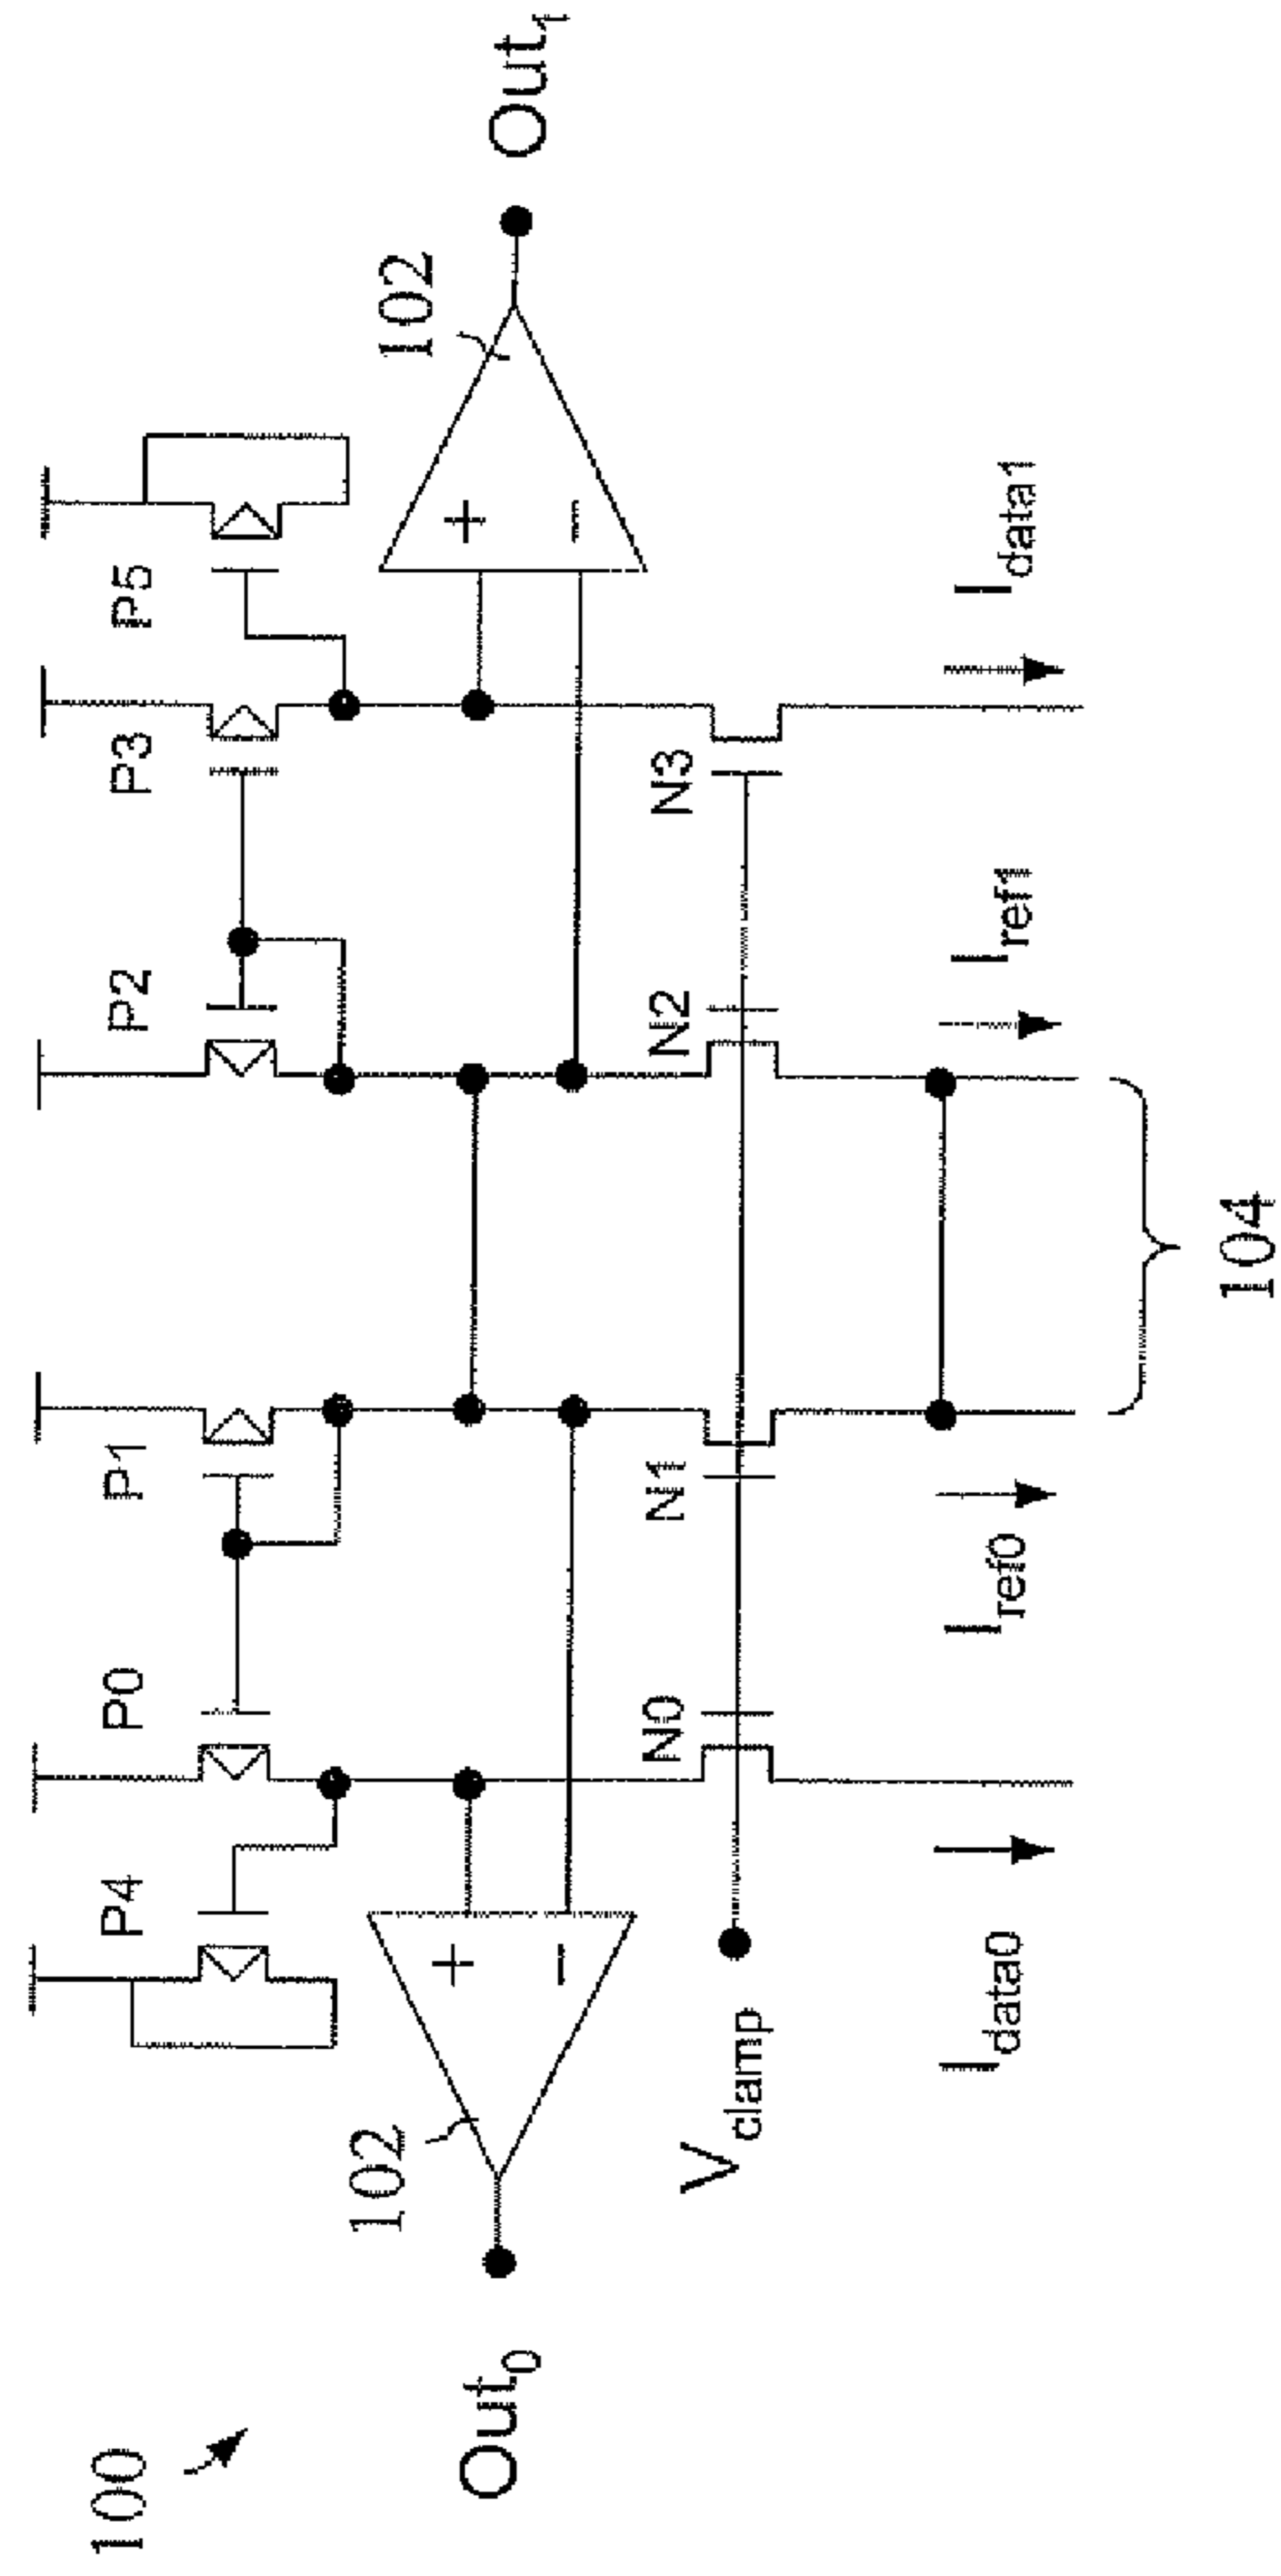 100
P4
P0
P1
P2
P3
P5
102
+
−
Out0
102
+
−
Out1
Vclamp
N0
N1
N2
N3
Idata0
Iref0
Iref1
Idata1
104